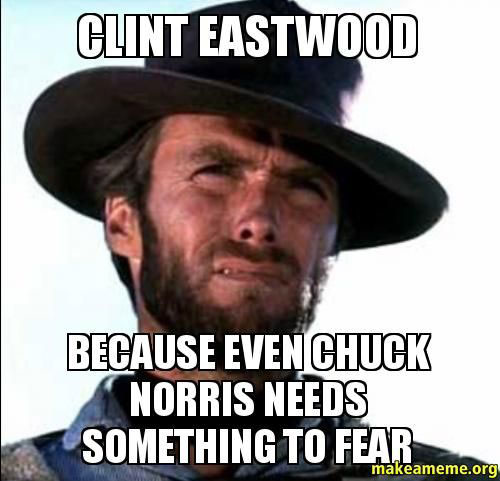 CLINT EASTWOOD
BECAUSE EVEN CHUCK
NORRIS NEEDS
SOMETHING TO FEAR
makeameme.org